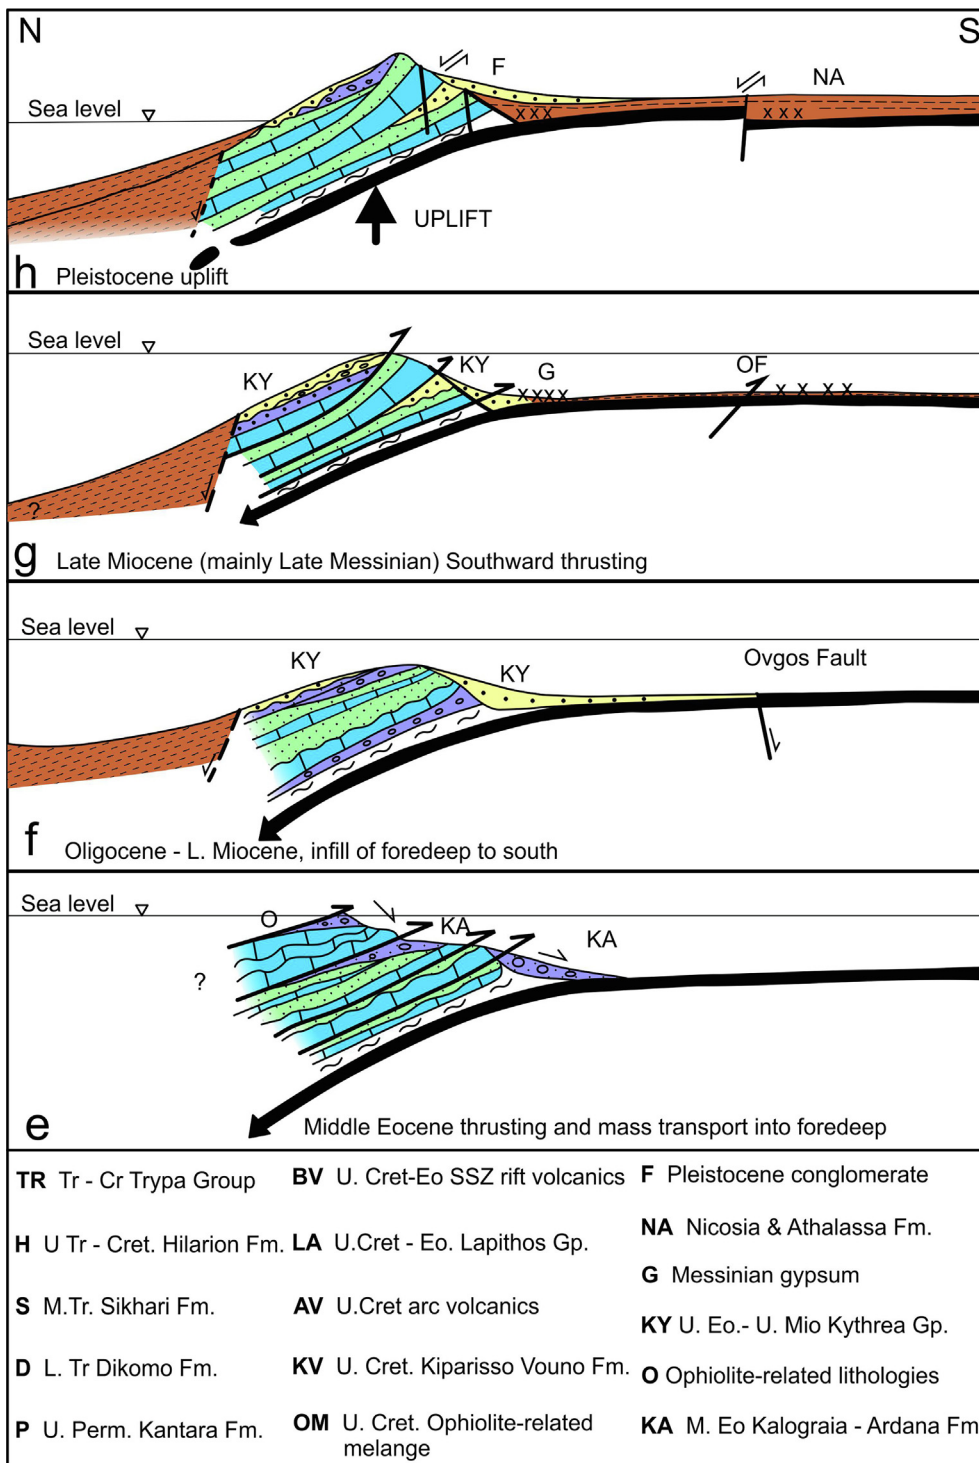 N
S
F
NA
Sea level
XXX
XXX
UPLIFT
h Pleistocene uplift
Sea level
KY
KY
G
OF
XXXX
X X X X
?
g Late Miocene (mainly Late Messinian) Southward thrusting
Sea level
KY
KY
Ovgos Fault
f Oligocene - L. Miocene, infill of foredeep to south
Sea level
O
KA
KA
?
e Middle Eocene thrusting and mass transport into foredeep
TR Tr - Cr Trypa Group
H U Tr - Cret. Hilarion Fm.
S M.Tr. Sikhari Fm.
D L. Tr Dikomo Fm.
P U. Perm. Kantara Fm.
BV U. Cret-Eo SSZ rift volcanics
LA U.Cret - Eo. Lapithos Gp.
AV U.Cret arc volcanics
KV U. Cret. Kiparisso Vouno Fm.
OM U. Cret. Ophiolite-related
melange
F Pleistocene conglomerate
NA Nicosia & Athalassa Fm.
G Messinian gypsum
KY U. Eo.- U. Mio Kythrea Gp.
O Ophiolite-related lithologies
KA M. Eo Kalograia - Ardana Fm